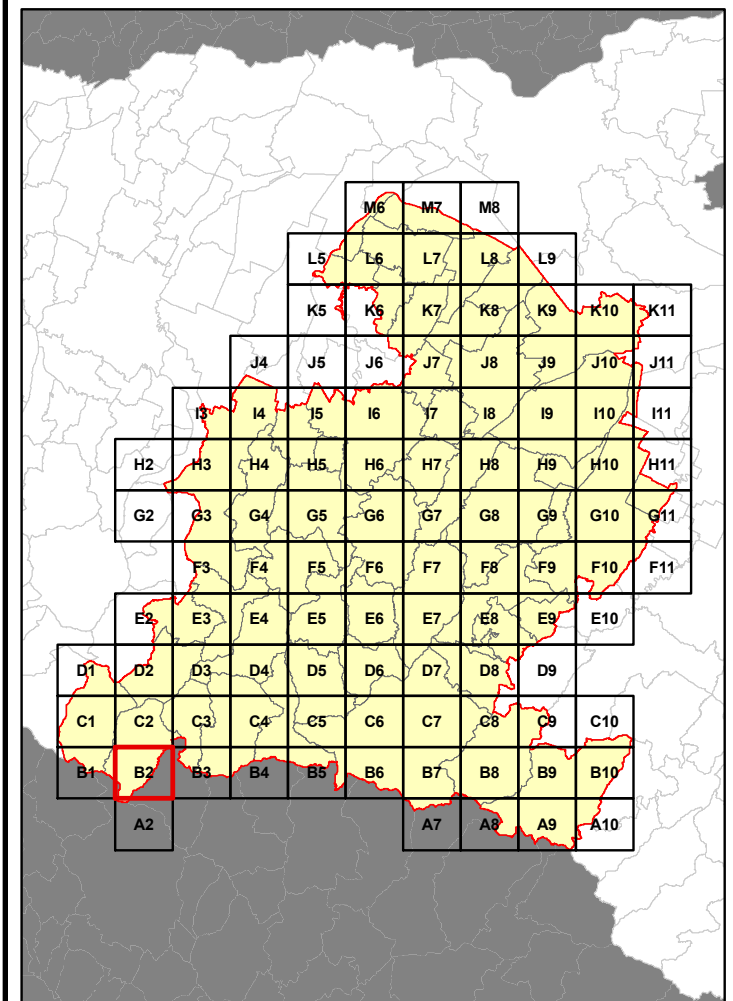 M6 M7 M8
L5 L6 L7 L8 L9
K5 K6 K7 K8 K9 K10 K11
J4 J5 J6 J7 J8 J9 J10 J11
I3 I4 I5 I6 I7 I8 I9 I10 I11
H2 H3 H4 H5 H6 H7 H8 H9 H10 H11
G2 G3 G4 G5 G6 G7 G8 G9 G10 G11
F3 F4 F5 F6 F7 F8 F9 F10 F11
E2 E3 E4 E5 E6 E7 E8 E9 E10
D1 D2 D3 D4 D5 D6 D7 D8 D9
C1 C2 C3 C4 C5 C6 C7 C8 C9 C10
B1 B2 B3 B4 B5 B6 B7 B8 B9 B10
A2 A7 A8 A9 A10